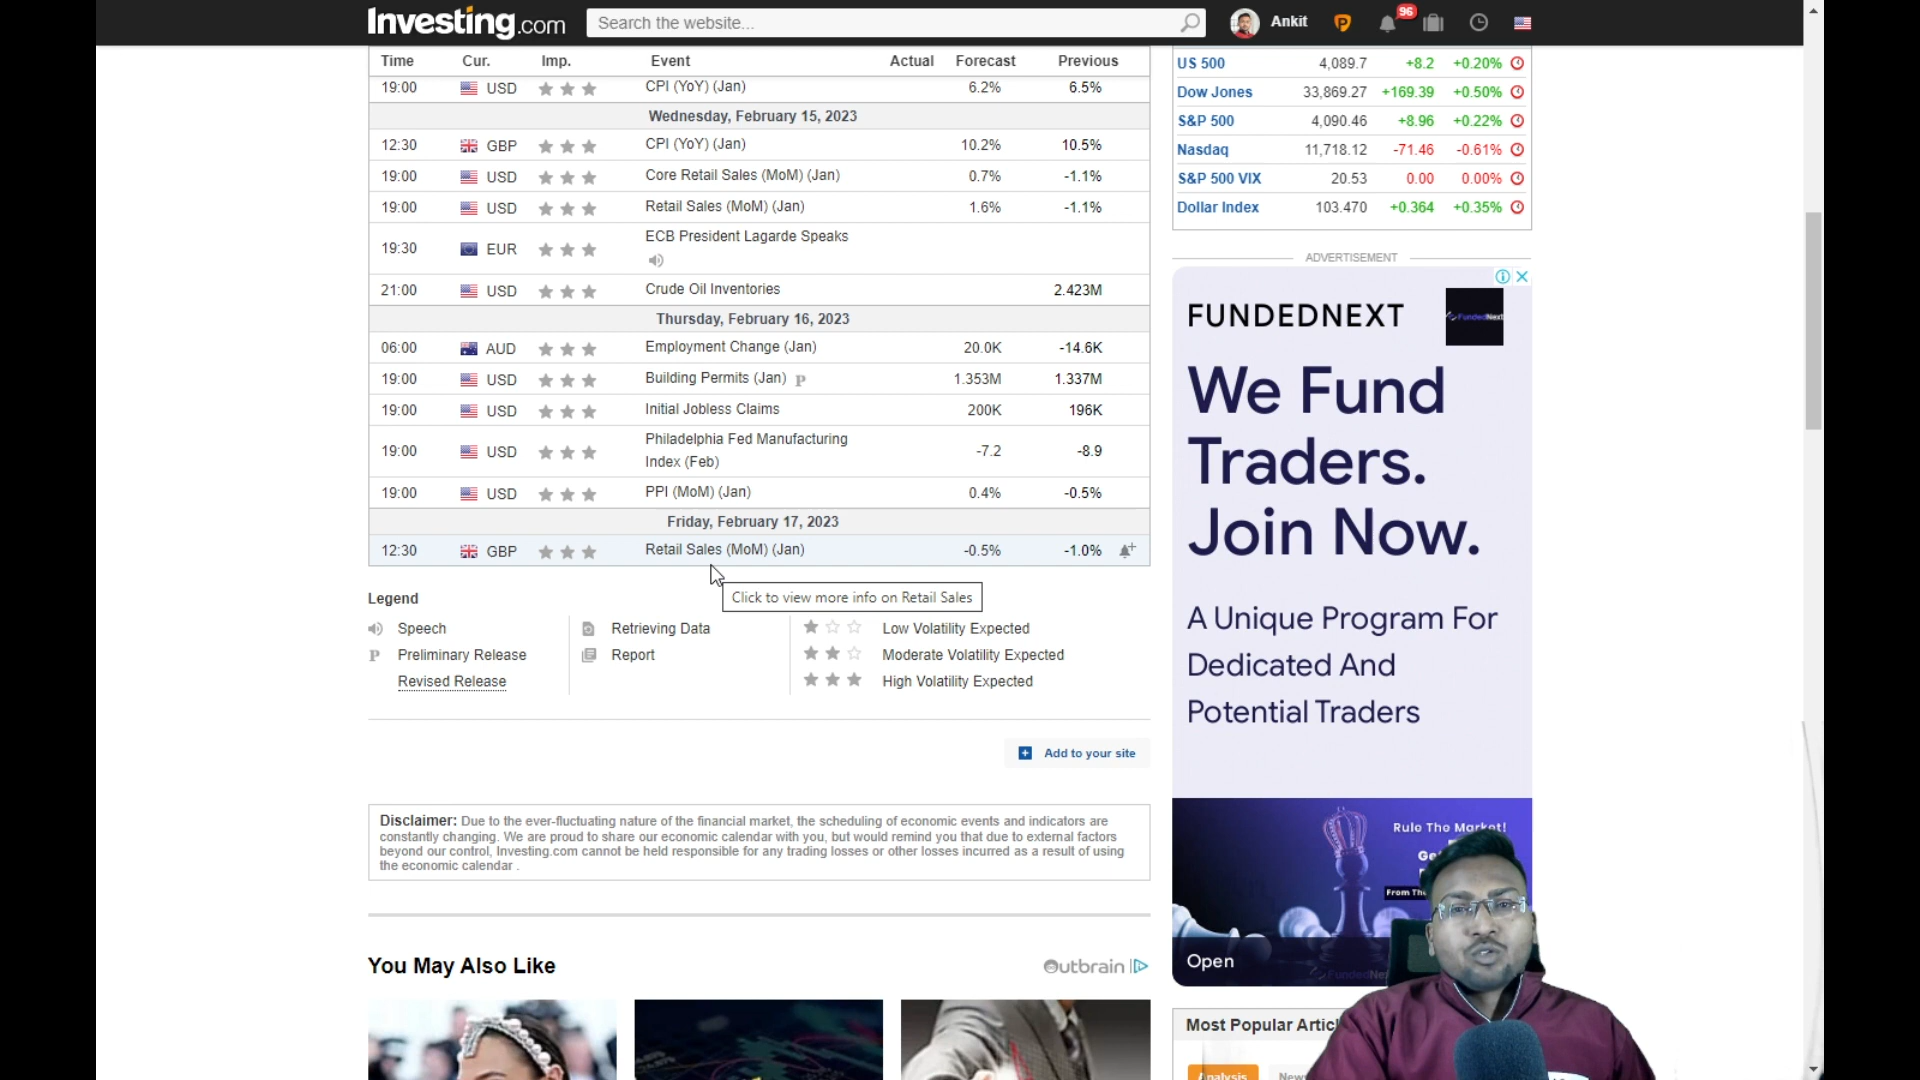 Investing.com
Search the website...
Ankit
96
Time Cur. Imp. Event Actual Forecast Previous
19:00 USD CPI (YoY) (Jan) 6.2% 6.5%
Wednesday, February 15, 2023
12:30 GBP CPI (YoY) (Jan) 10.2% 10.5%
19:00 USD Core Retail Sales (MoM) (Jan) 0.7% -1.1%
19:00 USD Retail Sales (MoM) (Jan) 1.6% -1.1%
19:30 EUR ECB President Lagarde Speaks
21:00 USD Crude Oil Inventories 2.423M
Thursday, February 16, 2023
06:00 AUD Employment Change (Jan) 20.0K -14.6K
19:00 USD Building Permits (Jan) P 1.353M 1.337M
19:00 USD Initial Jobless Claims 200K 196K
19:00 USD Philadelphia Fed Manufacturing
Index (Feb) -7.2 -8.9
19:00 USD PPI (MoM) (Jan) 0.4% -0.5%
Friday, February 17, 2023
12:30 GBP Retail Sales (MoM) (Jan) -0.5% -1.0%
Click to view more info on Retail Sales
Legend
Speech
P Preliminary Release
Revised Release
Retrieving Data
Report
Low Volatility Expected
Moderate Volatility Expected
High Volatility Expected
Add to your site
Disclaimer: Due to the ever-fluctuating nature of the financial market, the scheduling of economic events and indicators are
constantly changing. We are proud to share our economic calendar with you, but would remind you that due to external factors
beyond our control, Investing.com cannot be held responsible for any trading losses or other losses incurred as a result of using
the economic calendar .
You May Also Like
Outbrain
US 500 4,089.7 +8.2 +0.20%
Dow Jones 33,869.27 +169.39 +0.50%
S&P 500 4,090.46 +8.96 +0.22%
Nasdaq 11,718.12 -71.46 -0.61%
S&P 500 VIX 20.53 0.00 0.00%
Dollar Index 103.470 +0.364 +0.35%
ADVERTISEMENT
FUNDEDNEXT
FundedNext
We Fund
Traders.
Join Now.
A Unique Program For
Dedicated And
Potential Traders
Rule The Market!
From
Open
Most Popular
Analysis